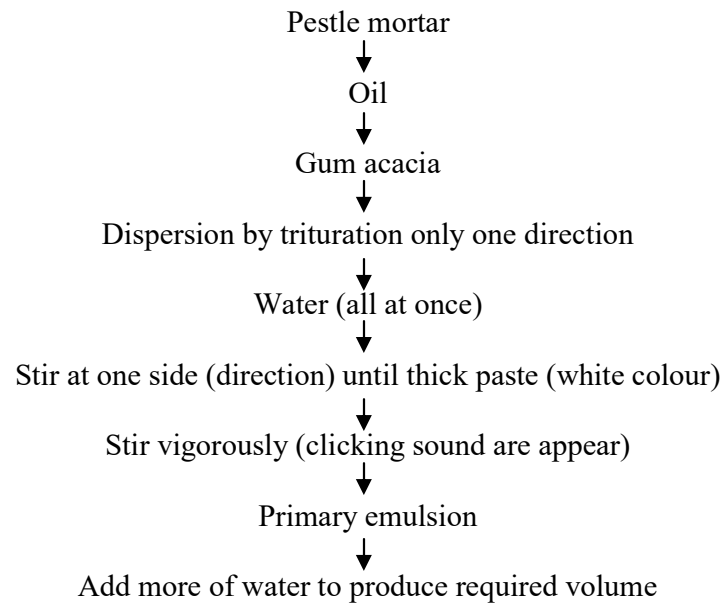 Pestle mortar
Oil
Gum acacia
Dispersion by trituration only one direction
Water (all at once)
Stir at one side (direction) until thick paste (white colour)
Stir vigorously (clicking sound are appear)
Primary emulsion
Add more of water to produce required volume